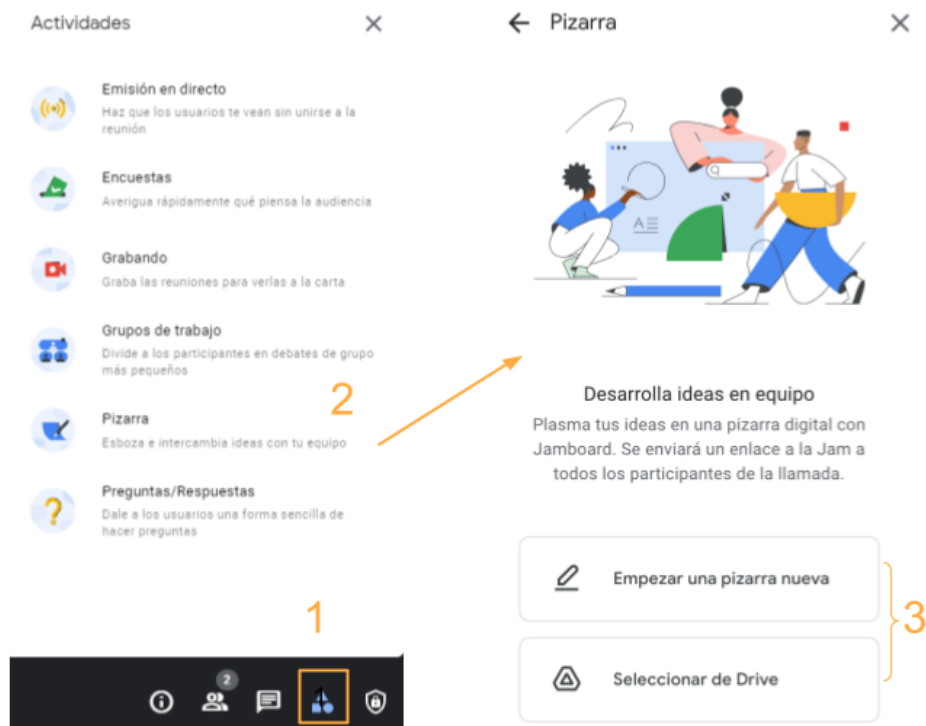 Actividades
Emisión en directo
Haz que los usuarios te vean sin unirse a la
reunión
Encuestas
Averigua rápidamente qué piensa la audiencia
Grabando
Graba las reuniones para verlas a la carta
Grupos de trabajo
Divide a los participantes en debates de grupo
más pequeños
2
Pizarra
Esboza e intercambia ideas con tu equipo
Preguntas/Respuestas
Dale a los usuarios una forma sencilla de
hacer preguntas
1
2
Pizarra
A
Desarrolla ideas en equipo
Plasma tus ideas en una pizarra digital con
Jamboard. Se enviará un enlace a la Jam a
todos los participantes de la llamada.
Empezar una pizarra nueva
3
Seleccionar de Drive